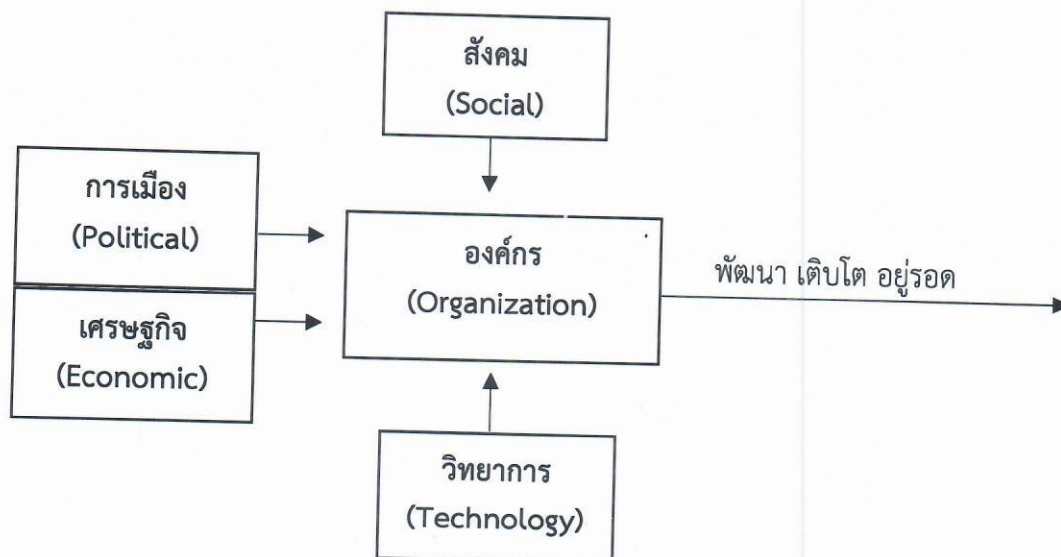 สังคม
(Social)
การเมือง
(Political)
องค์กร
(Organization)
พัฒนา เติบโต อยู่รอด
เศรษฐกิจ
(Economic)
วิทยาการ
(Technology)